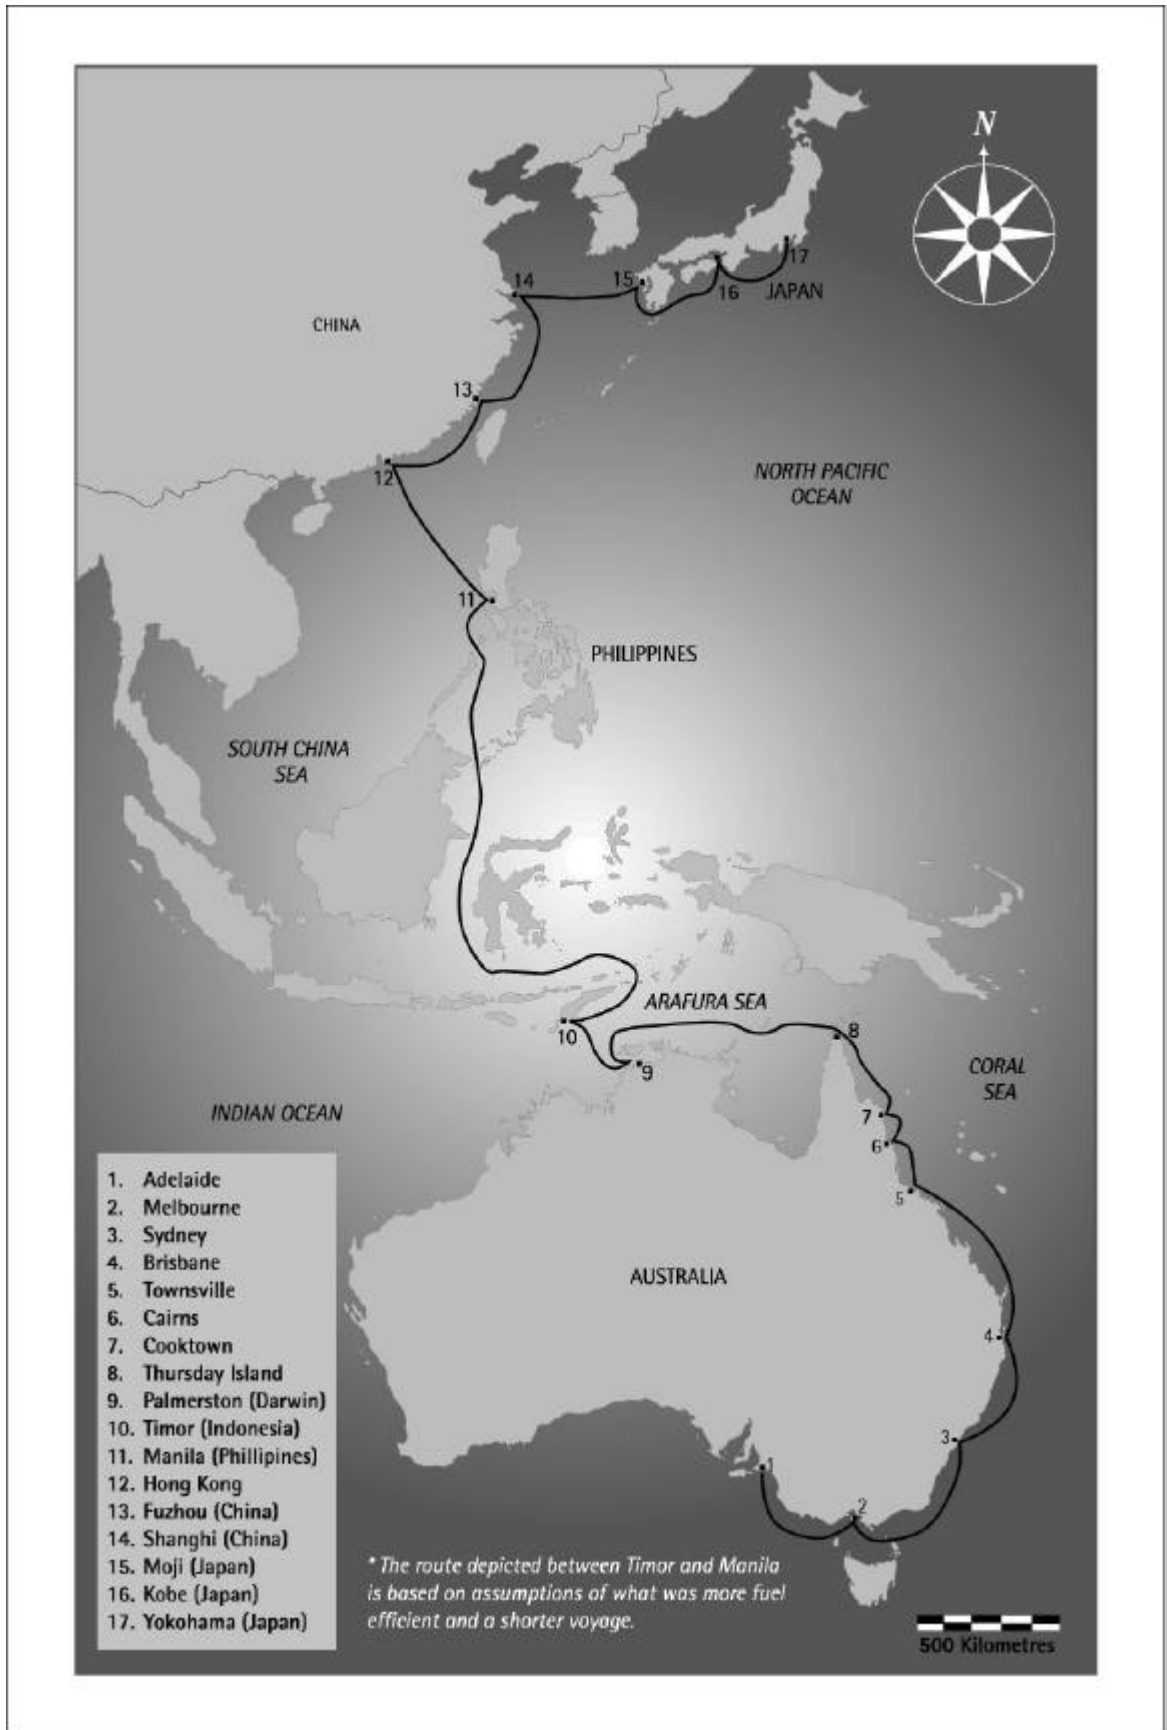 N
17
14
15
16
JAPAN
CHINA
13
12
NORTH PACIFIC
OCEAN
11
PHILIPPINES
SOUTH CHINA
SEA
ARAFURA SEA
10
8
9
CORAL
SEA
INDIAN OCEAN
7
6
5
AUSTRALIA
4
3
1
2
1. Adelaide
2. Melbourne
3. Sydney
4. Brisbane
5. Townsville
6. Cairns
7. Cooktown
8. Thursday Island
9. Palmerston (Darwin)
10. Timor (Indonesia)
11. Manila (Phillipines)
12. Hong Kong
13. Fuzhou (China)
14. Shanghi (China)
15. Moji (Japan)
16. Kobe (Japan)
17. Yokohama (Japan)
* The route depicted between Timor and Manila
is based on assumptions of what was more fuel
efficient and a shorter voyage.
500 Kilometres